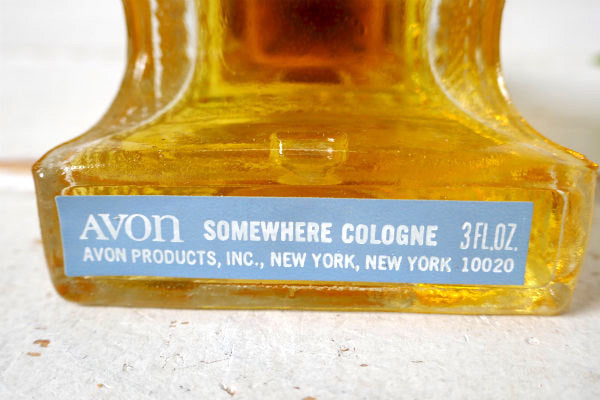 AVON SOMEWHERE COLOGNE 3 FL.OZ.
AVON PRODUCTS, INC., NEW YORK, NEW YORK 10020